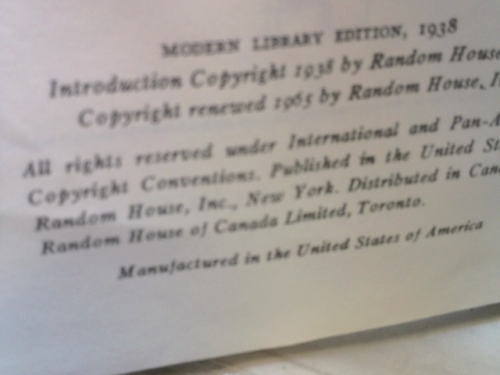 MODERN LIBRARY EDITION, 1938
Introduction Copyright 1938 by Random House
Copyright renewed 1965 by Random House, I
All rights reserved under International and Pan-A
Copyright Conventions. Published in the United St
Random House, Inc., New York. Distributed in Can
Random House of Canada Limited, Toronto.
Manufactured in the United States of America